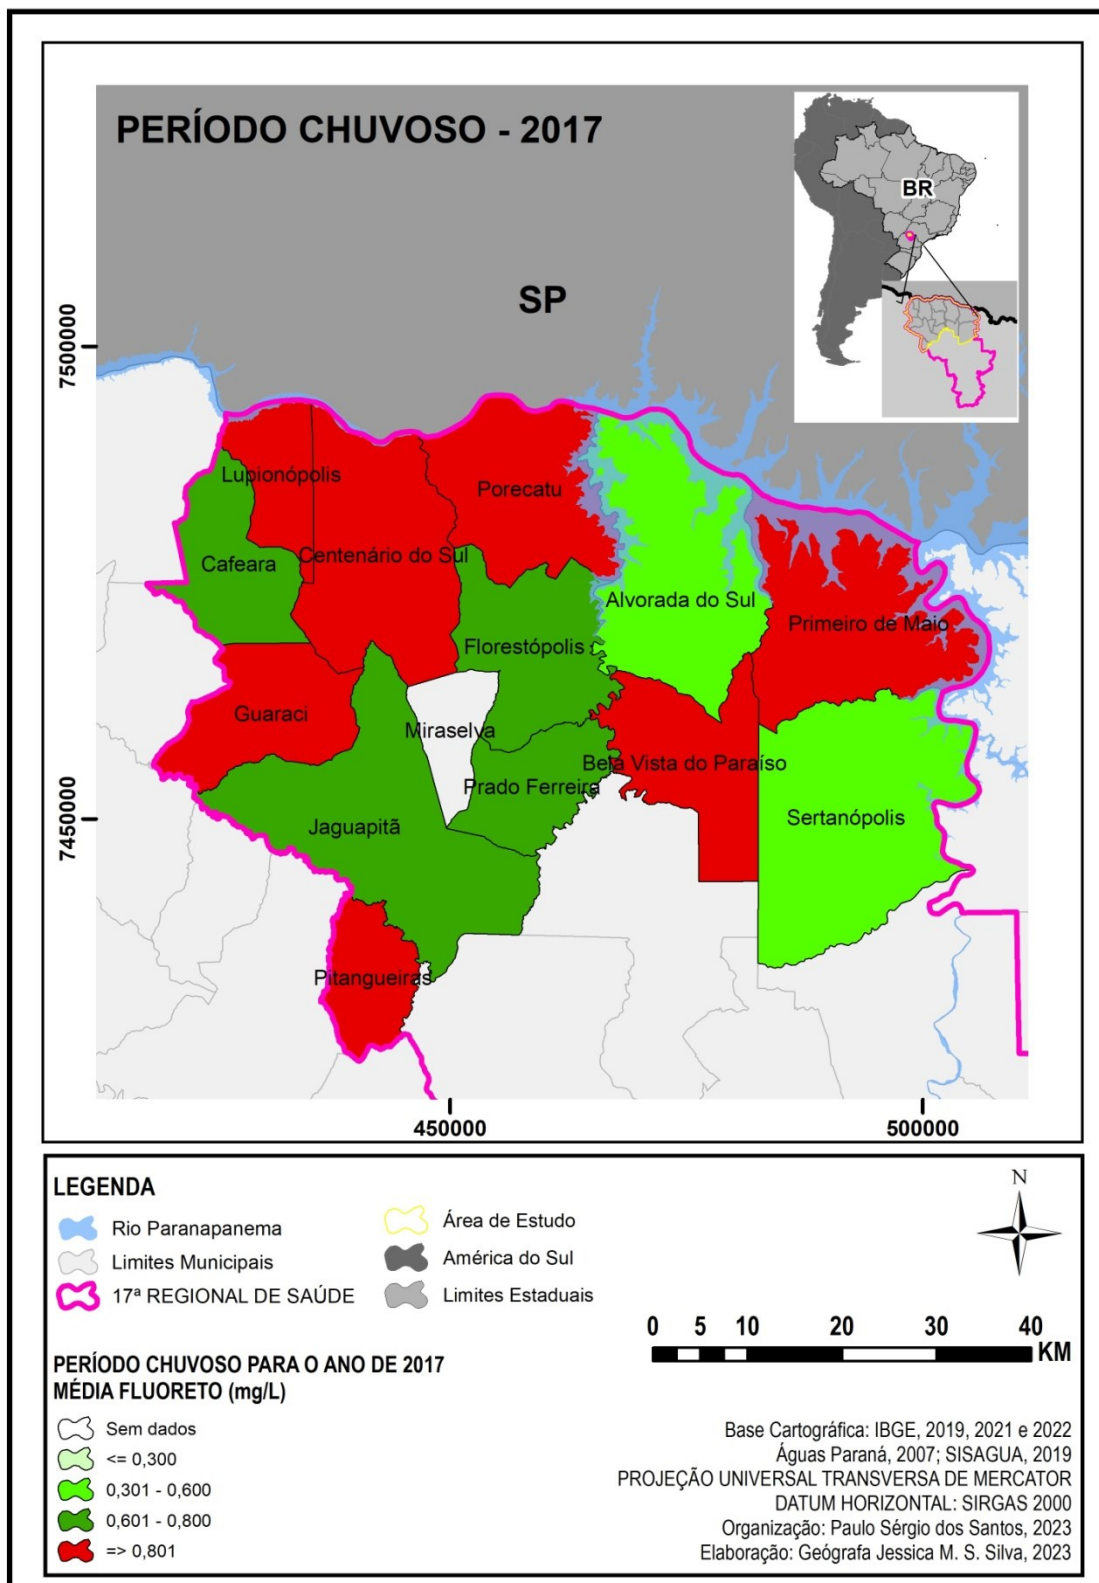 PERÍODO CHUVOSO - 2017
BR
SP
7500000
7450000
Lupionópolis
Porecatu
Centenário do Sul
Cafeara
Alvorada do Sul
Primeiro de Maio
Florestópolis
Guaraci
Miraselva
Bela Vista do Paraíso
Prado Ferreira
Sertanópolis
Jaguapitã
Pitangueiras
450000
500000
LEGENDA
Rio Paranapanema
Limites Municipais
17ª REGIONAL DE SAÚDE
Área de Estudo
América do Sul
Limites Estaduais
N
0 5 10 20 30 40
KM
PERÍODO CHUVOSO PARA O ANO DE 2017
MÉDIA FLUORETO (mg/L)
Sem dados
<= 0,300
0,301 - 0,600
0,601 - 0,800
=> 0,801
Base Cartográfica: IBGE, 2019, 2021 e 2022
Águas Paraná, 2007; SISAGUA, 2019
PROJEÇÃO UNIVERSAL TRANSVERSA DE MERCATOR
DATUM HORIZONTAL: SIRGAS 2000
Organização: Paulo Sérgio dos Santos, 2023
Elaboração: Geógrafa Jessica M. S. Silva, 2023